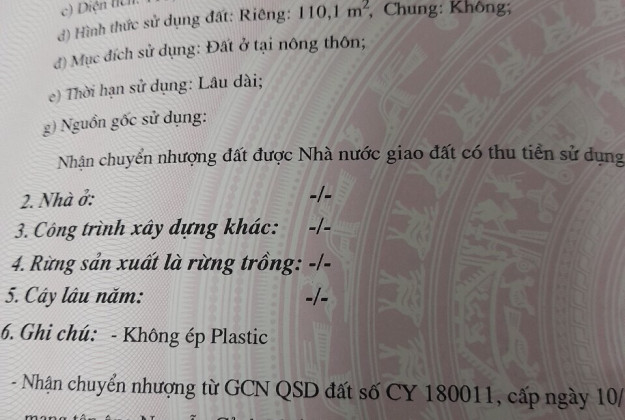 c) Diện tích:
d) Hình thức sử dụng đất: Riêng: 110,1 m², Chung: Không;
đ) Mục đích sử dụng: Đất ở tại nông thôn;
e) Thời hạn sử dụng: Lâu dài;
g) Nguồn gốc sử dụng:
Nhận chuyển nhượng đất được Nhà nước giao đất có thu tiền sử dụng
2. Nhà ở: -/-
3. Công trình xây dựng khác: -/-
4. Rừng sản xuất là rừng trồng: -/-
5. Cây lâu năm: -/-
6. Ghi chú: - Không ép Plastic
- Nhận chuyển nhượng từ GCN QSD đất số CY 180011, cấp ngày 10/